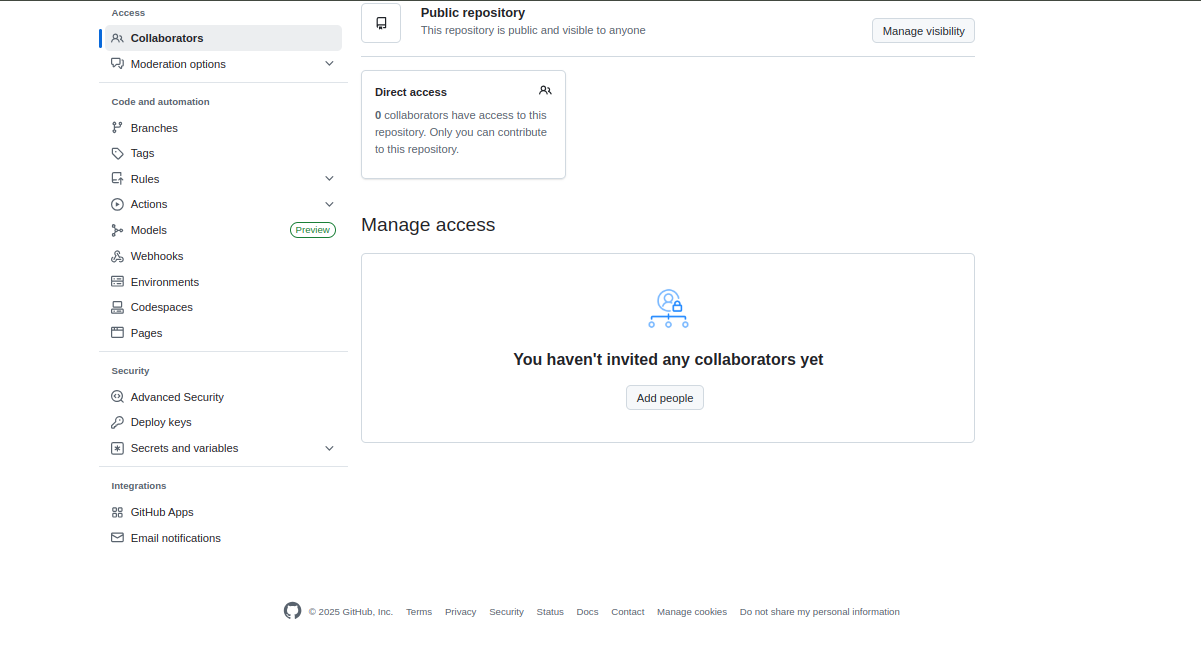 Access
Collaborators
Moderation options
Code and automation
Branches
Tags
Rules
Actions
Models Preview
Webhooks
Environments
Codespaces
Pages
Security
Advanced Security
Deploy keys
Secrets and variables
Integrations
GitHub Apps
Email notifications
Public repository
This repository is public and visible to anyone
Manage visibility
Direct access
0 collaborators have access to this
repository. Only you can contribute
to this repository.
Manage access
You haven't invited any collaborators yet
Add people
© 2025 GitHub, Inc. Terms Privacy Security Status Docs Contact Manage cookies Do not share my personal information